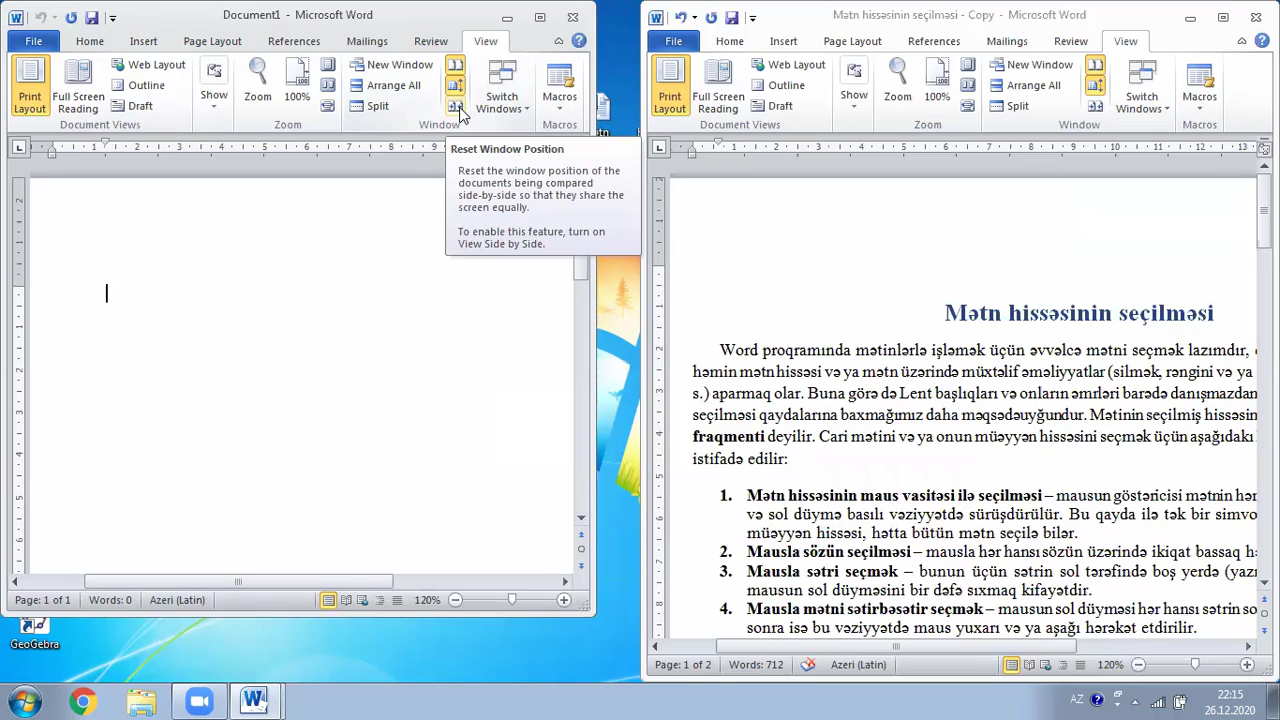 Document1 - Microsoft Word
File Home Insert Page Layout References Mailings Review View
Print Layout
Full Screen Reading
Web Layout
Outline
Draft
Document Views
Show
Zoom
100%
Zoom
New Window
Arrange All
Split
Window
Switch Windows
Macros
Macros
Reset Window Position
Reset the window position of the
documents being compared
side-by-side so that they share the
screen equally.
To enable this feature, turn on
View Side by Side.
Page: 1 of 1 Words: 0 Azeri (Latin) 120%
GeoGebra
Mətn hissəsinin seçilməsi - Copy - Microsoft Word
File Home Insert Page Layout References Mailings Review View
Print Layout
Full Screen Reading
Web Layout
Outline
Draft
Document Views
Show
Zoom
100%
Zoom
New Window
Arrange All
Split
Window
Switch Windows
Macros
Macros
Mətn hissəsinin seçilməsi
Word proqramında mətinlərlə işləmək üçün əvvəlcə mətni seçmək lazımdır,
həmin mətn hissəsi və ya mətn üzərində müxtəlif əməliyyatlar (silmək, rəngini və ya
s.) aparmaq olar. Buna görə də Lent başlıqları və onların əmrləri barədə danışmazdan
seçilməsi qaydalarına baxmağımız daha məqsədəuyğundur. Mətinin seçilmiş hissəsin
fraqmenti deyilir. Cari mətini və ya onun müəyyən hissəsini seçmək üçün aşağıdakı
istifadə edilir:
1. Mətn hissəsinin maus vasitəsi ilə seçilməsi – mausun göstəricisi mətnin hər
və sol düymə basılı vəziyyətdə sürüşdürülür. Bu qayda ilə tək bir simvo
müəyyən hissəsi, hətta bütün mətn seçilə bilər.
2. Mausla sözün seçilməsi – mausla hər hansı sözün üzərində ikiqat bassaq hə
3. Mausla sətri seçmək – bunun üçün sətrin sol tərəfində boş yerdə (yazı
mausun sol düyməsini bir dəfə sıxmaq kifayətdir.
4. Mausla mətni sətirbəsətir seçmək – mausun sol düyməsi hər hansı sətrin so
sonra isə bu vəziyyətdə maus yuxarı və ya aşağı hərəkət etdirilir.
Page: 1 of 2 Words: 712 Azeri (Latin) 120%
AZ
22:15
26.12.2020